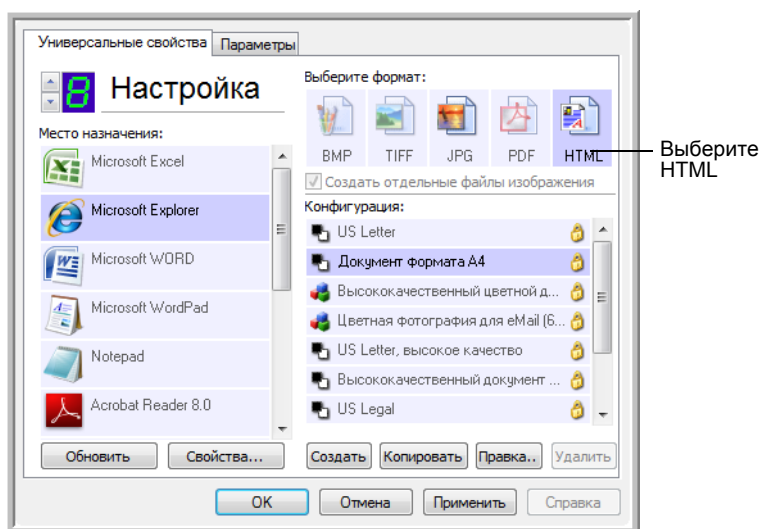 Универсальные свойства
Параметры
8
Настройка
Место назначения:
Microsoft Excel
Microsoft Explorer
Microsoft WORD
Microsoft WordPad
Notepad
Acrobat Reader 8.0
Обновить
Свойства...
Выберите формат:
BMP
TIFF
JPG
PDF
HTML
Создать отдельные файлы изображения
Конфигурация:
US Letter
Документ формата А4
Высококачественный цветной д...
Цветная фотография для eMail (6...
US Letter, высокое качество
Высококачественный документ ...
US Legal
Создать
Копировать
Правка..
Удалить
OK
Отмена
Применить
Справка
Выберите
HTML